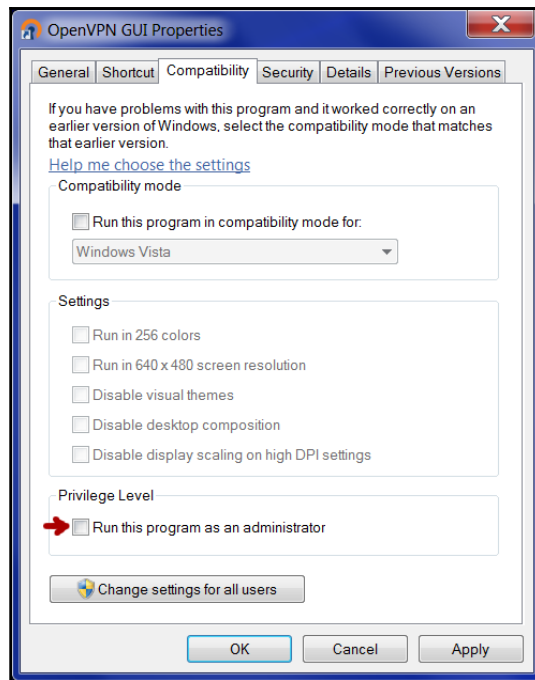 OpenVPN GUI Properties
General Shortcut Compatibility Security Details Previous Versions
If you have problems with this program and it worked correctly on an
earlier version of Windows, select the compatibility mode that matches
that earlier version.
Help me choose the settings
Compatibility mode
Run this program in compatibility mode for:
Windows Vista
Settings
Run in 256 colors
Run in 640 x 480 screen resolution
Disable visual themes
Disable desktop composition
Disable display scaling on high DPI settings
Privilege Level
Run this program as an administrator
Change settings for all users
OK Cancel Apply